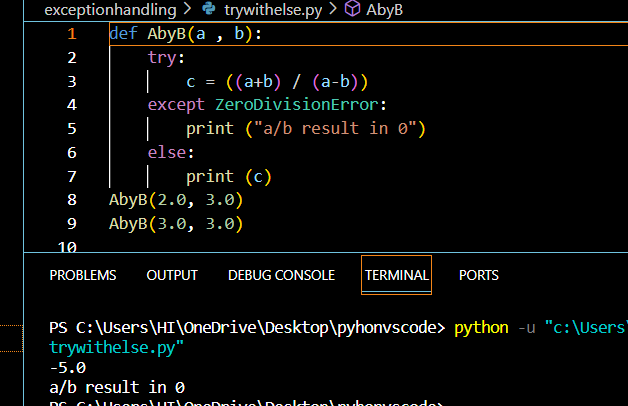 exceptionhandling > trywithelse.py > AbyB
1 def AbyB(a , b):
2 try:
3 c = ((a+b) / (a-b))
4 except ZeroDivisionError:
5 print ("a/b result in 0")
6 else:
7 print (c)
8 AbyB(2.0, 3.0)
9 AbyB(3.0, 3.0)
10
PROBLEMS OUTPUT DEBUG CONSOLE TERMINAL PORTS
PS C:\Users\HI\OneDrive\Desktop\pyhonvscode> python -u "c:\Users\
trywithelse.py"
-5.0
a/b result in 0
PS C:\Users\HI\OneDrive\Desktop\pyhonvscode>